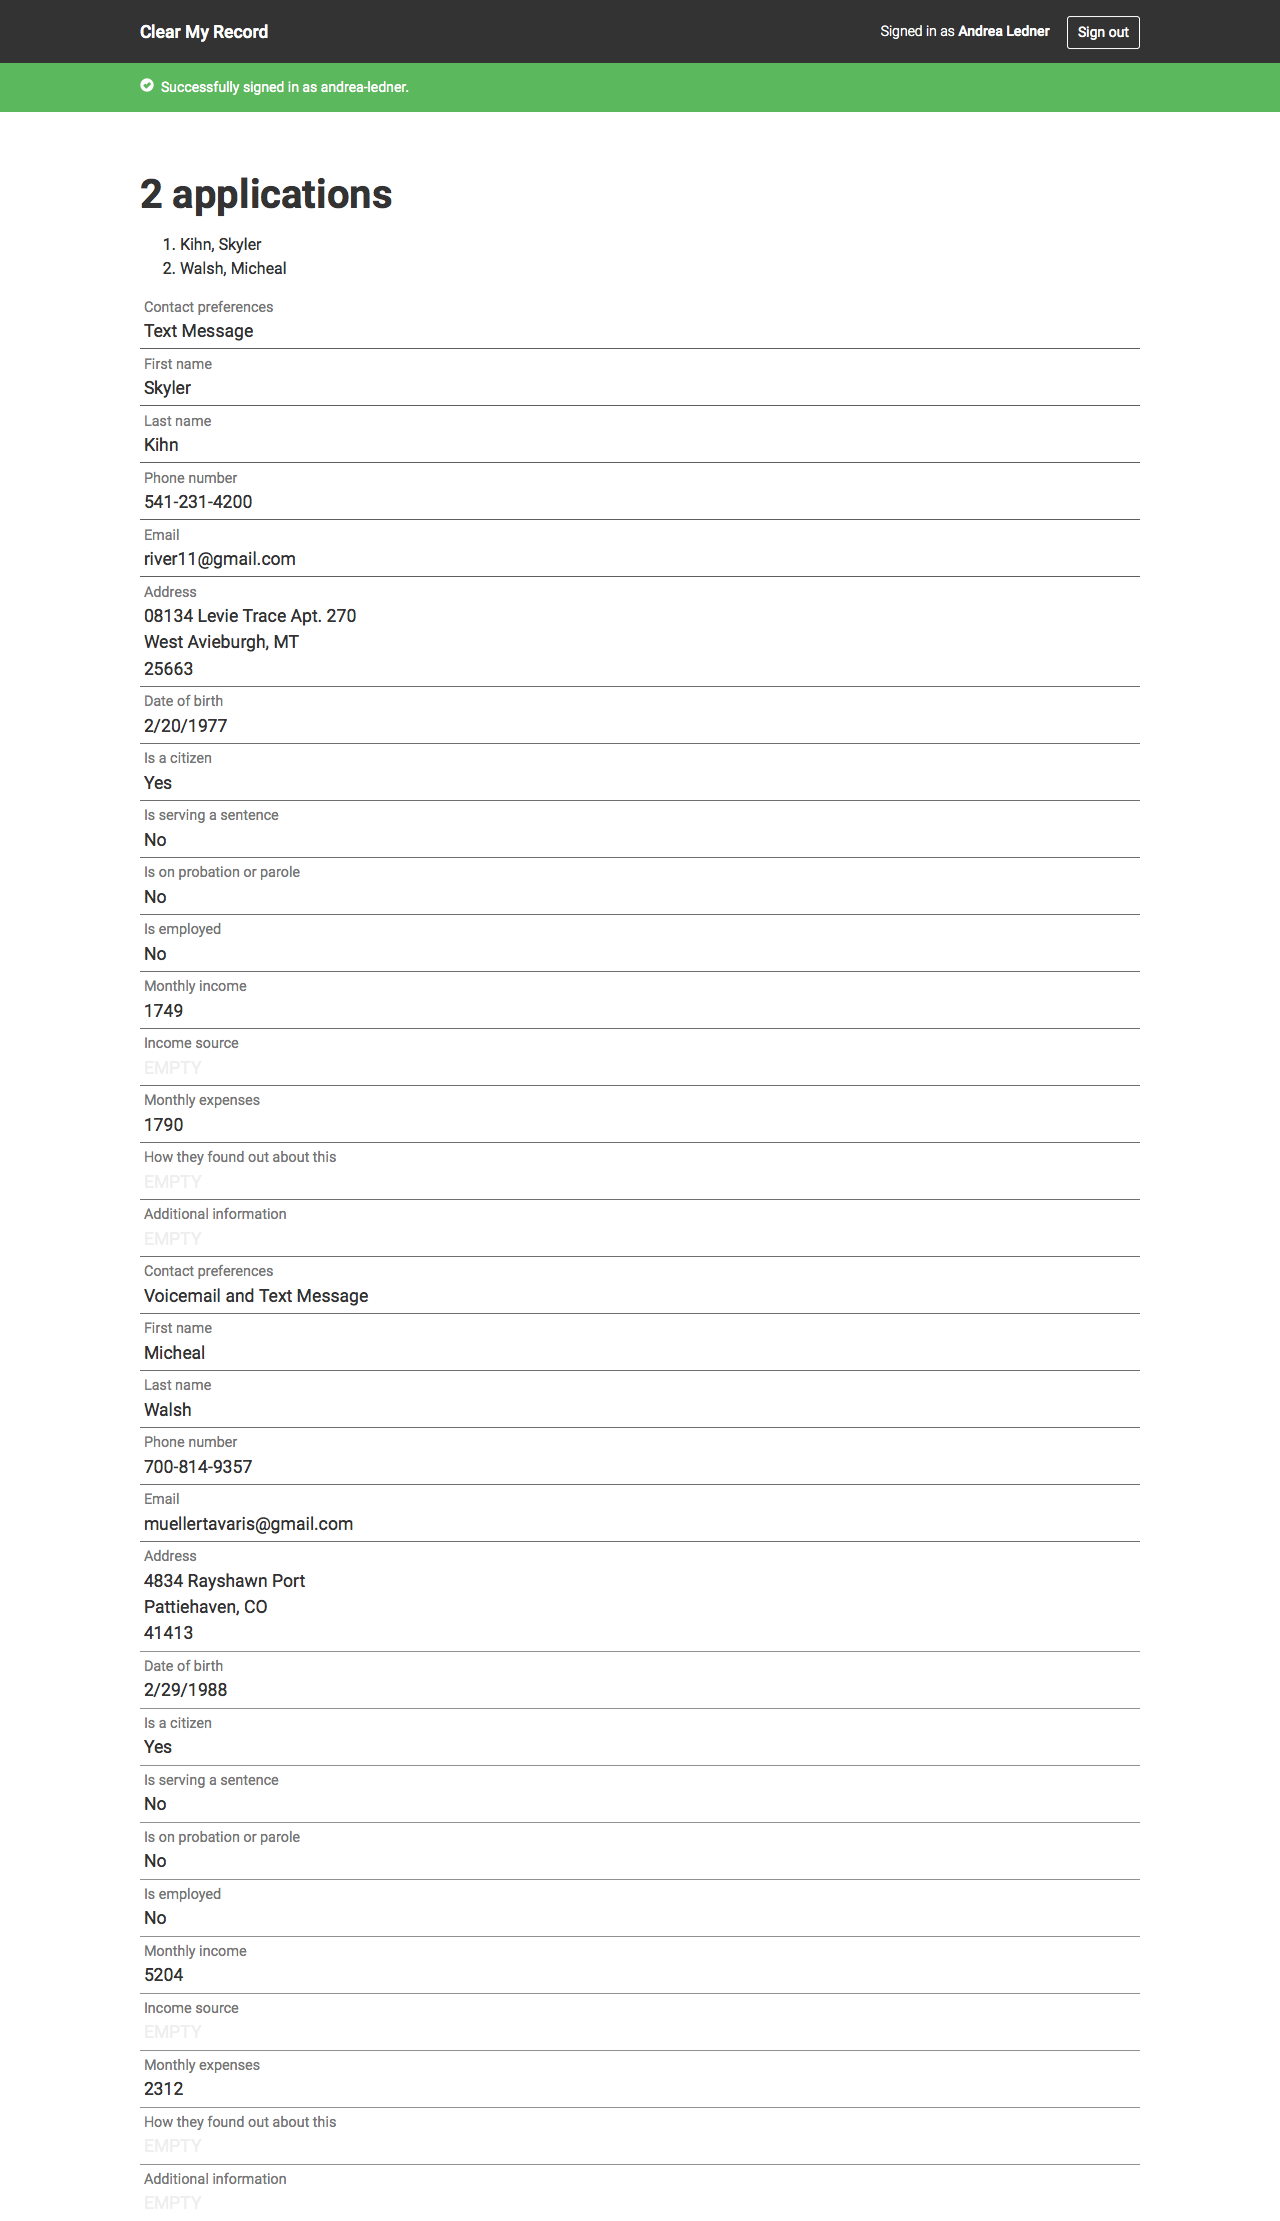 Clear My Record
Signed in as Andrea Ledner
Sign out
Successfully signed in as andrea-ledner.
2 applications
1. Kihn, Skyler
2. Walsh, Micheal
Contact preferences
Text Message
First name
Skyler
Last name
Kihn
Phone number
541-231-4200
Email
river11@gmail.com
Address
08134 Levie Trace Apt. 270
West Avieburgh, MT
25663
Date of birth
2/20/1977
Is a citizen
Yes
Is serving a sentence
No
Is on probation or parole
No
Is employed
No
Monthly income
1749
Income source
EMPTY
Monthly expenses
1790
How they found out about this
EMPTY
Additional information
EMPTY
Contact preferences
Voicemail and Text Message
First name
Micheal
Last name
Walsh
Phone number
700-814-9357
Email
muellertavaris@gmail.com
Address
4834 Rayshawn Port
Pattiehaven, CO
41413
Date of birth
2/29/1988
Is a citizen
Yes
Is serving a sentence
No
Is on probation or parole
No
Is employed
No
Monthly income
5204
Income source
EMPTY
Monthly expenses
2312
How they found out about this
EMPTY
Additional information
EMPTY